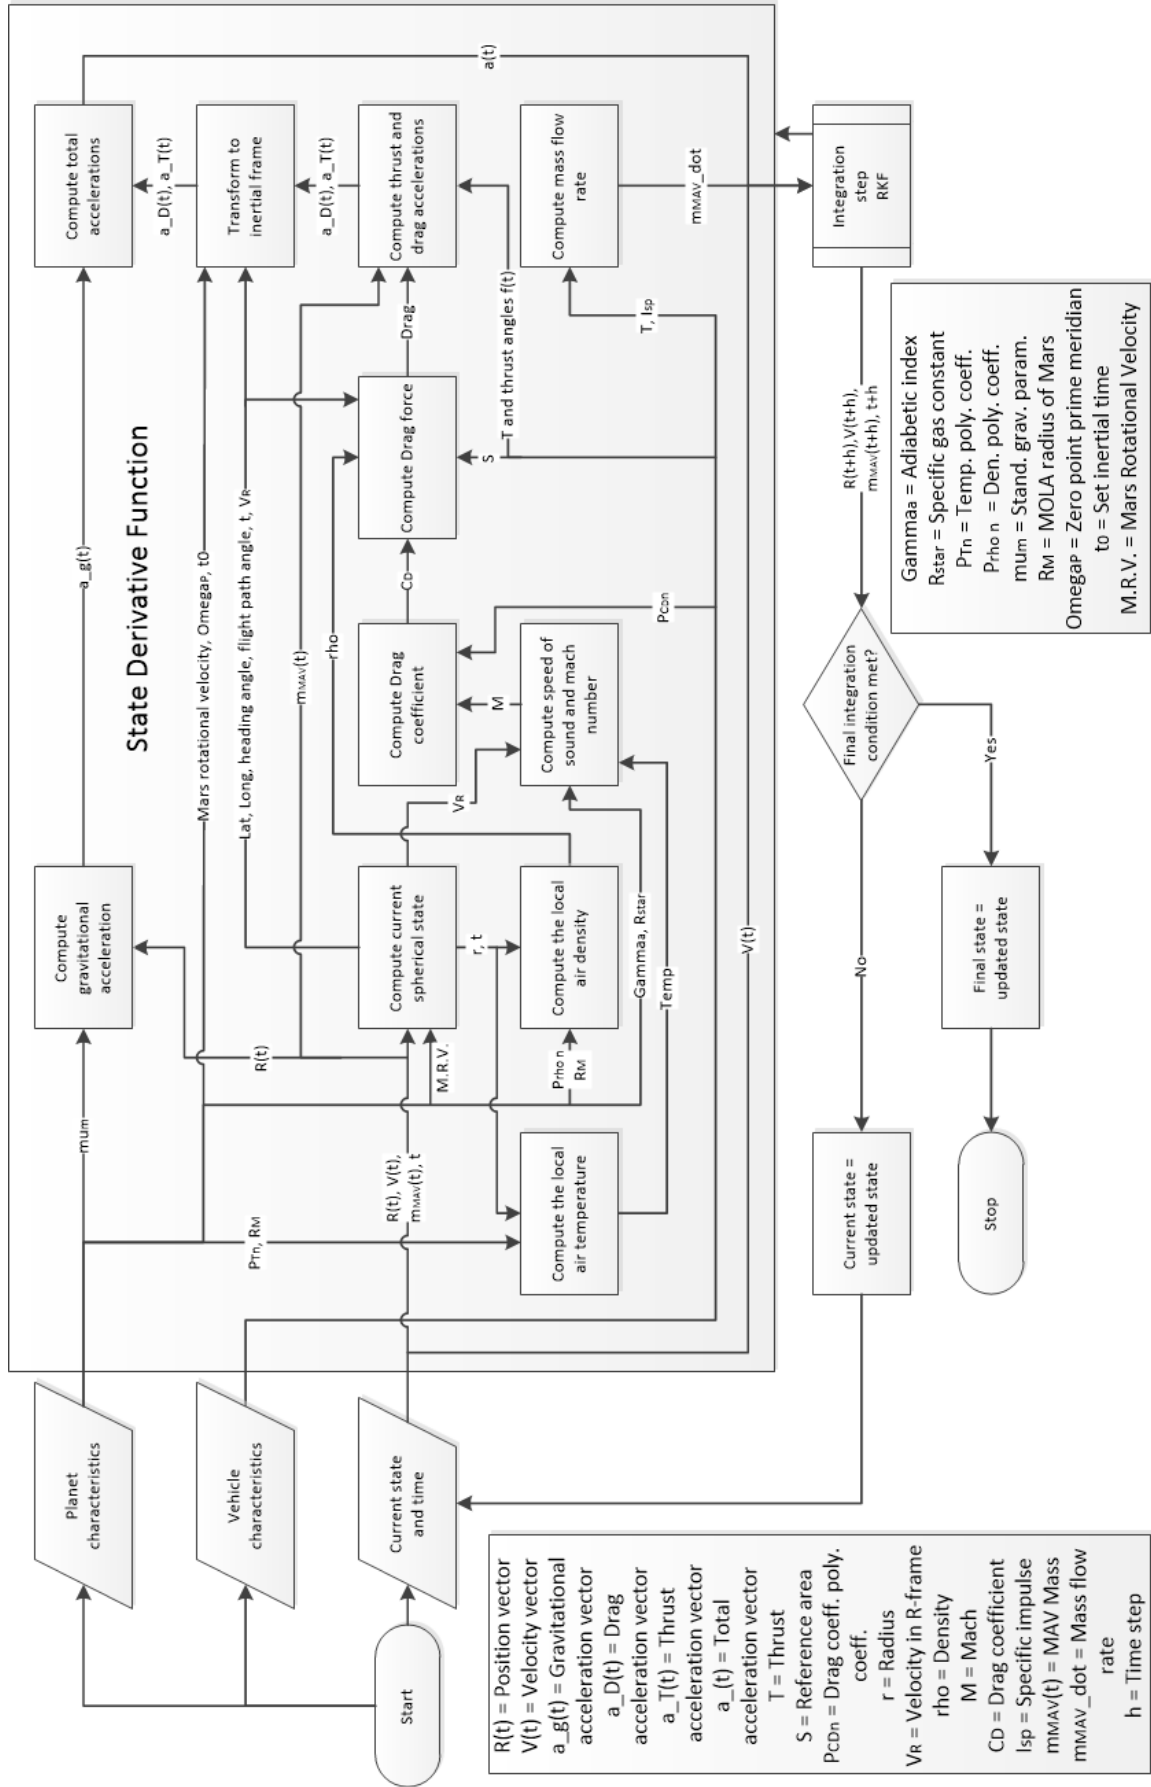 State Derivative Function
Start
Planet
characteristics
Vehicle
characteristics
Current state
and time
mum
PTn, RM
R(t), V(t),
mMAV(t), t
R(t)
M.R.V.
Prho n
RM
Compute
gravitational
acceleration
Compute current
spherical state
r, t
Compute the local
air density
Compute the local
air temperature
Gammaa, Rstar
Temp
VR
a_g(t)
Mars rotational velocity, OmegaP, t0
Lat, Long, heading angle, flight path angle, t, VR
mMAV(t)
rho
Compute Drag
coefficient
M
Compute speed of
sound and mach
number
PCDn
CD
Compute Drag force
S
Drag
T and thrust angles f(t)
T, Isp
Compute total
accelerations
a_D(t), a_T(t)
Transform to
inertial frame
a_D(t), a_T(t)
Compute thrust and
drag accelerations
Compute mass flow
rate
mMAV_dot
a(t)
V(t)
Integration
step
RKF
R(t+h),V(t+h),
mMAV(t+h), t+h
Final integration
condition met?
No
Yes
Current state =
updated state
Final state =
updated state
Stop
R(t) = Position vector
V(t) = Velocity vector
a_g(t) = Gravitational
acceleration vector
a_D(t) = Drag
acceleration vector
a_T(t) = Thrust
acceleration vector
a_(t) = Total
acceleration vector
T = Thrust
S = Reference area
PCDn = Drag coeff. poly.
coeff.
r = Radius
VR = Velocity in R-frame
rho = Density
M = Mach
CD = Drag coefficient
Isp = Specific impulse
mMAV(t) = MAV Mass
mMAV_dot = Mass flow
rate
h = Time step
Gammaa = Adiabetic index
Rstar = Specific gas constant
PTn = Temp. poly. coeff.
Prho n = Den. poly. coeff.
mum = Stand. grav. param.
RM = MOLA radius of Mars
OmegaP = Zero point prime meridian
to = Set inertial time
M.R.V. = Mars Rotational Velocity